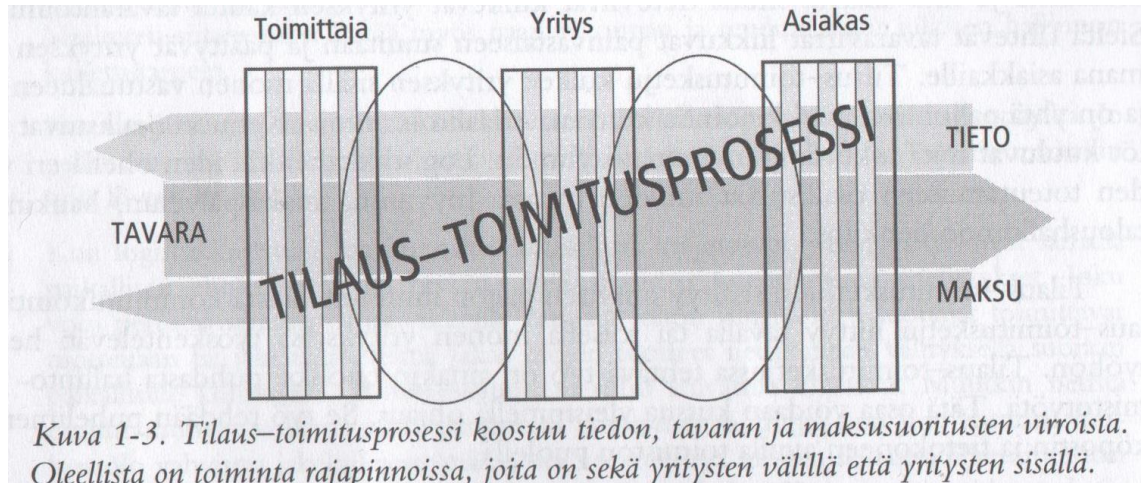 Toimittaja Yritys Asiakas
TIETO
TAVARA
TILAUS–TOIMITUSPROSESSI
MAKSU
Kuva 1-3. Tilaus–toimitusprosessi koostuu tiedon, tavaran ja maksusuoritusten virroista.
Oleellista on toiminta rajapinnoissa, joita on sekä yritysten välillä että yritysten sisällä.